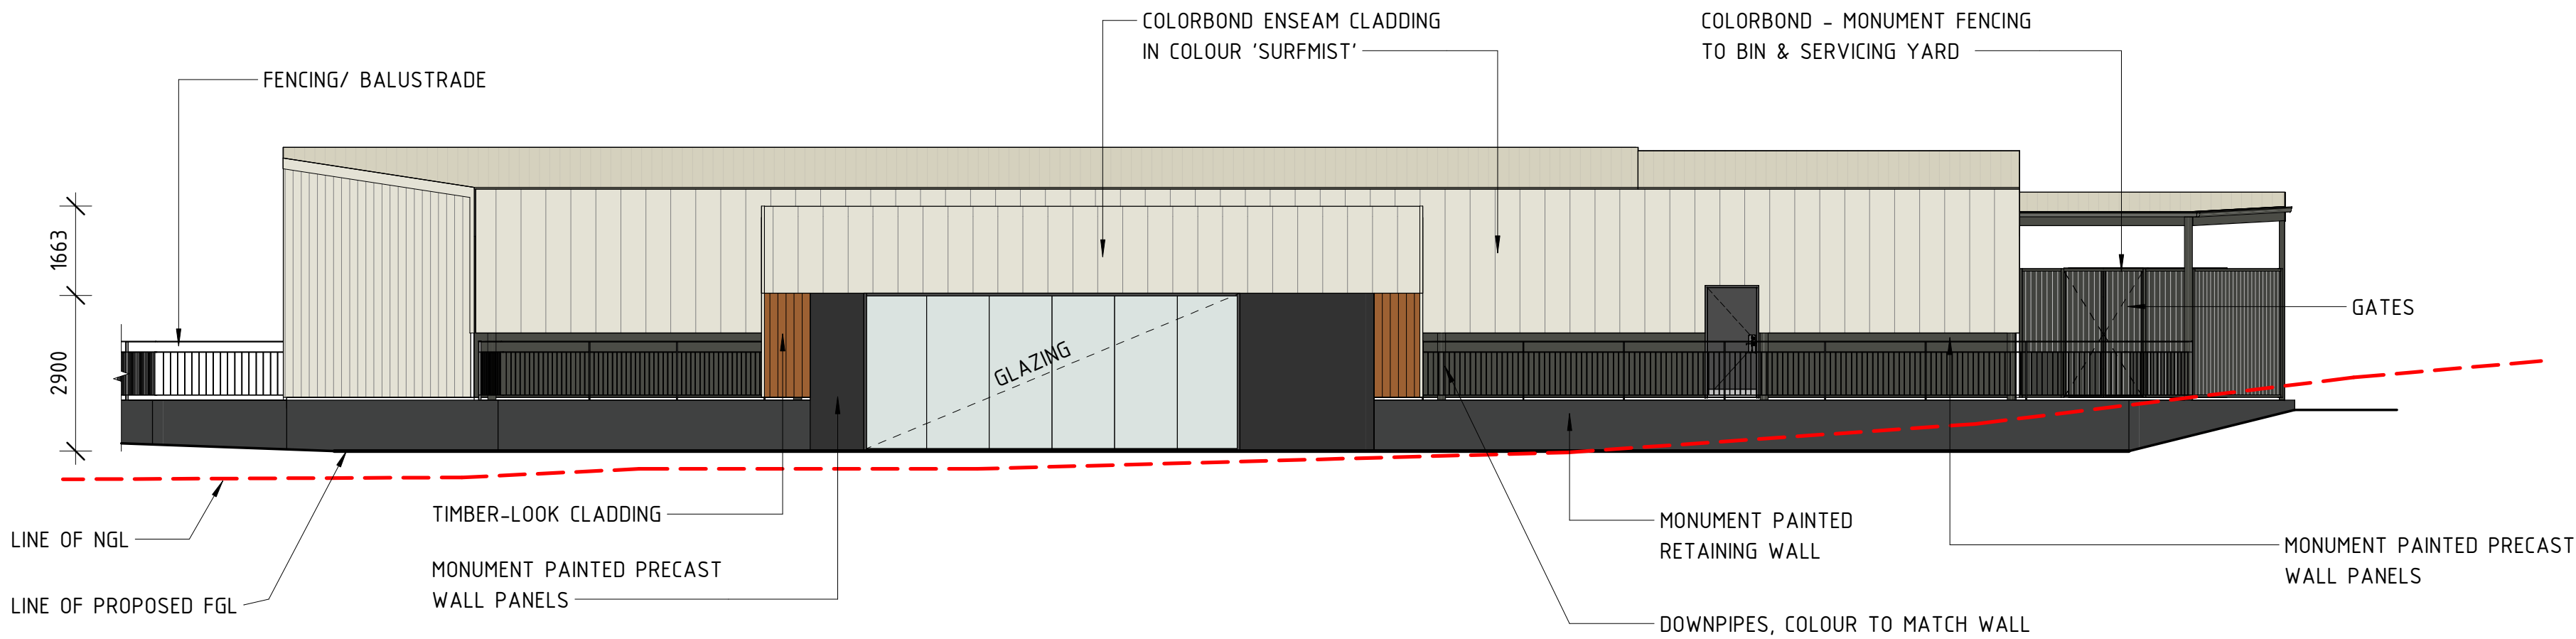 COLORBOND ENSEAM CLADDING
IN COLOUR 'SURFMIST'
COLORBOND - MONUMENT FENCING
TO BIN & SERVICING YARD
FENCING/ BALUSTRADE
1663
2900
GLAZING
GATES
TIMBER-LOOK CLADDING
LINE OF NGL
MONUMENT PAINTED PRECAST
WALL PANELS
LINE OF PROPOSED FGL
MONUMENT PAINTED
RETAINING WALL
MONUMENT PAINTED PRECAST
WALL PANELS
DOWNPIPES, COLOUR TO MATCH WALL